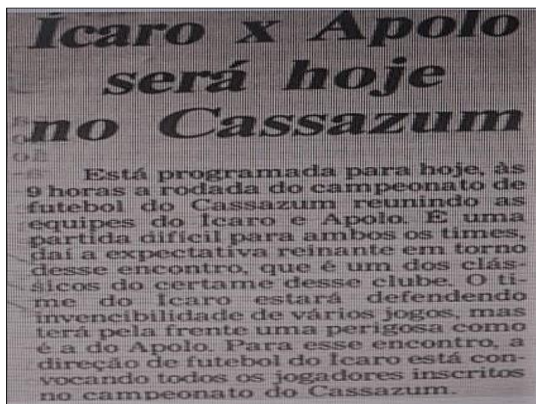 Ícaro x Apolo
será hoje
no Cassazum
Está programada para hoje, às
9 horas a rodada do campeonato de
futebol do Cassazum reunindo as
equipes do Ícaro e Apolo. É uma
partida difícil para ambos os times,
daí a expectativa reinante em torno
desse encontro, que é um dos clás-
sicos do certame desse clube. O ti-
me do Ícaro estará defendendo
invencibilidade de vários jogos, mas
terá pela frente uma perigosa como
é a do Apolo. Para esse encontro, a
direção de futebol do Ícaro está con-
vocando todos os jogadores inscritos
no campeonato do Cassazum.